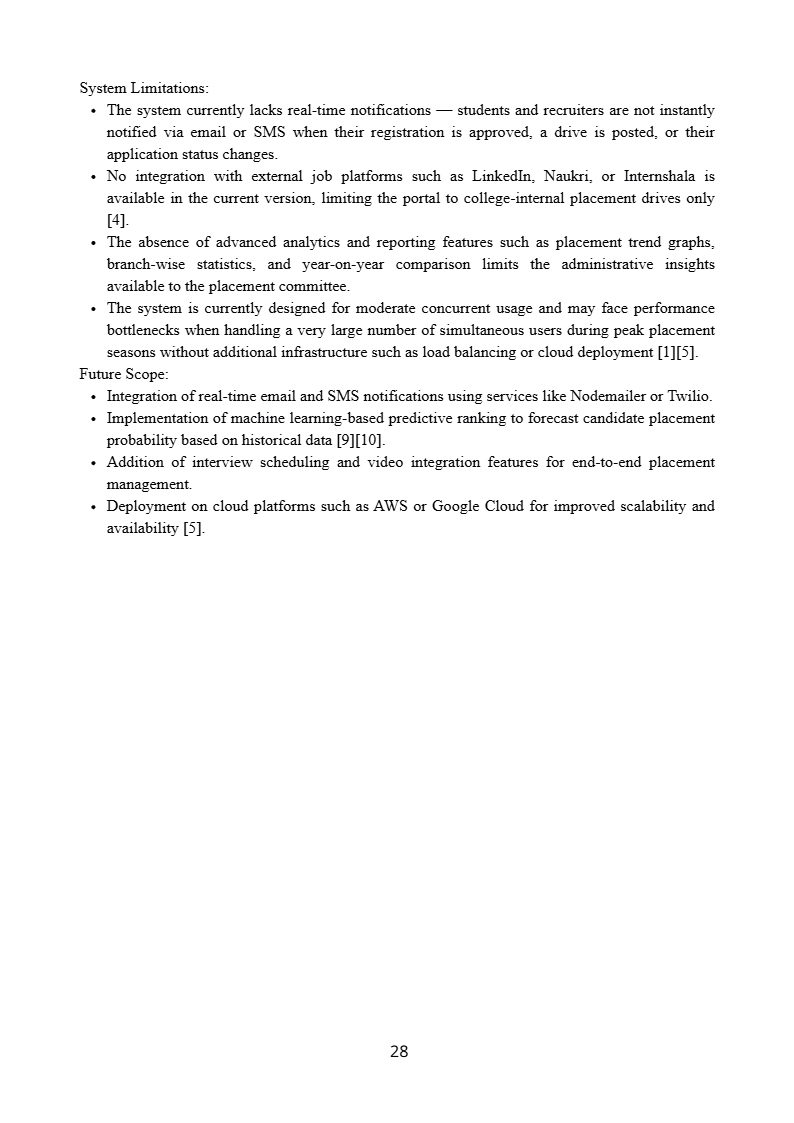 System Limitations:
• The system currently lacks real-time notifications — students and recruiters are not instantly
notified via email or SMS when their registration is approved, a drive is posted, or their
application status changes.
• No integration with external job platforms such as LinkedIn, Naukri, or Internshala is
available in the current version, limiting the portal to college-internal placement drives only
[4].
• The absence of advanced analytics and reporting features such as placement trend graphs,
branch-wise statistics, and year-on-year comparison limits the administrative insights
available to the placement committee.
• The system is currently designed for moderate concurrent usage and may face performance
bottlenecks when handling a very large number of simultaneous users during peak placement
seasons without additional infrastructure such as load balancing or cloud deployment [1][5].
Future Scope:
• Integration of real-time email and SMS notifications using services like Nodemailer or Twilio.
• Implementation of machine learning-based predictive ranking to forecast candidate placement
probability based on historical data [9][10].
• Addition of interview scheduling and video integration features for end-to-end placement
management.
• Deployment on cloud platforms such as AWS or Google Cloud for improved scalability and
availability [5].
28